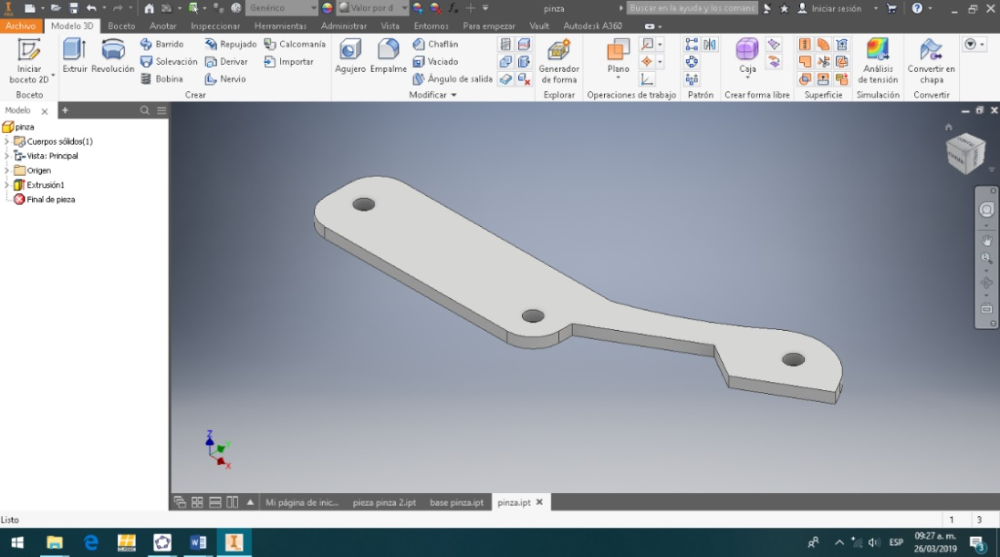 Genérico
Valor por d
pinza
Buscar en la ayuda y los comanc
Iniciar sesión
Archivo Modelo 3D Boceto Anotar Inspeccionar Herramientas Administrar Vista Entornos Para empezar Vault Autodesk A360
Iniciar
boceto 2D
Boceto
Extruir
Revolución
Barrido
Solevación
Bobina
Repujado
Derivar
Nervio
Calcomanía
Importar
Crear
Agujero
Empalme
Chaflán
Vaciado
Ángulo de salida
Modificar
Generador
de forma
Explorar
Plano
Operaciones de trabajo
Patrón
Caja
Crear forma libre
Superficie
Análisis
de tensión
Simulación
Convertir en
chapa
Convertir
Modelo
pinza
Cuerpos sólidos(1)
Vista: Principal
Origen
Extrusión1
Final de pieza
Z
Y
X
Mi página de inic... pieza pinza 2.ipt base pinza.ipt pinza.ipt
Listo
1 3
ESP
09:27 a. m.
26/03/2019
3